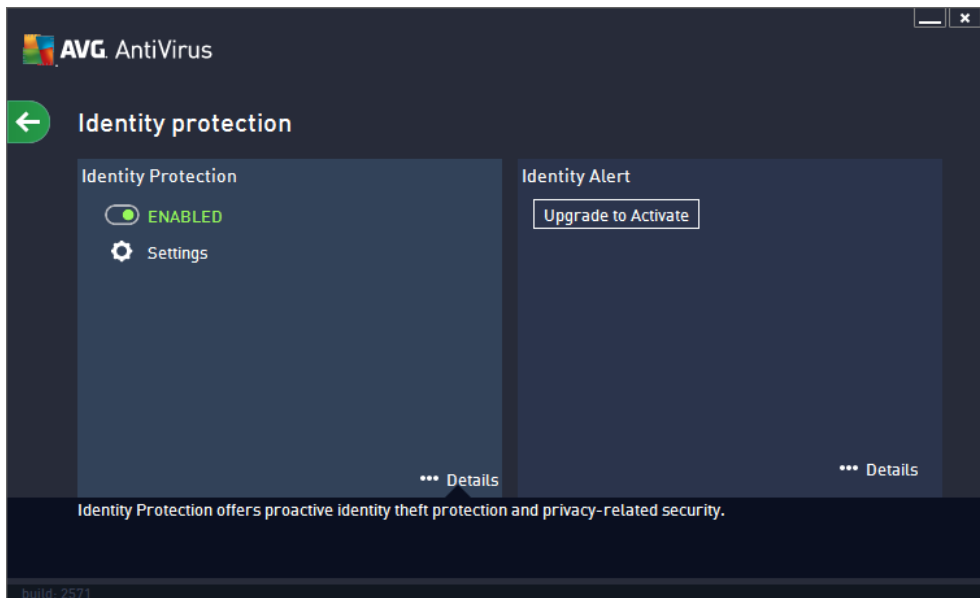 AVG. AntiVirus
Identity protection
Identity Protection
ENABLED
Settings
Details
Identity Alert
Upgrade to Activate
Details
Identity Protection offers proactive identity theft protection and privacy-related security.
build: 2571